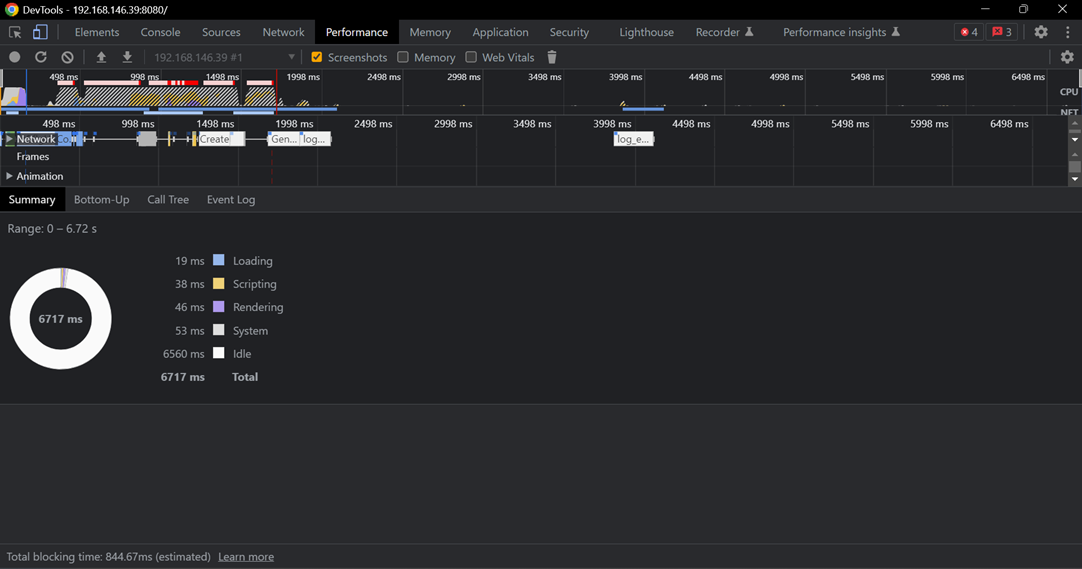 DevTools - 192.168.146.39:8080/
Elements Console Sources Network Performance Memory Application Security Lighthouse Recorder Performance insights 4 3
192.168.146.39 #1 Screenshots Memory Web Vitals
498 ms 998 ms 1498 ms 1998 ms 2498 ms 2998 ms 3498 ms 3998 ms 4498 ms 4998 ms 5498 ms 5998 ms 6498 ms
CPU
NET
498 ms 998 ms 1498 ms 1998 ms 2498 ms 2998 ms 3498 ms 3998 ms 4498 ms 4998 ms 5498 ms 5998 ms 6498 ms
Network Co Create Gen... log... log_e...
Frames
Animation
Summary Bottom-Up Call Tree Event Log
Range: 0 – 6.72 s
19 ms Loading
38 ms Scripting
46 ms Rendering
6717 ms
53 ms System
6560 ms Idle
6717 ms Total
Total blocking time: 844.67ms (estimated) Learn more